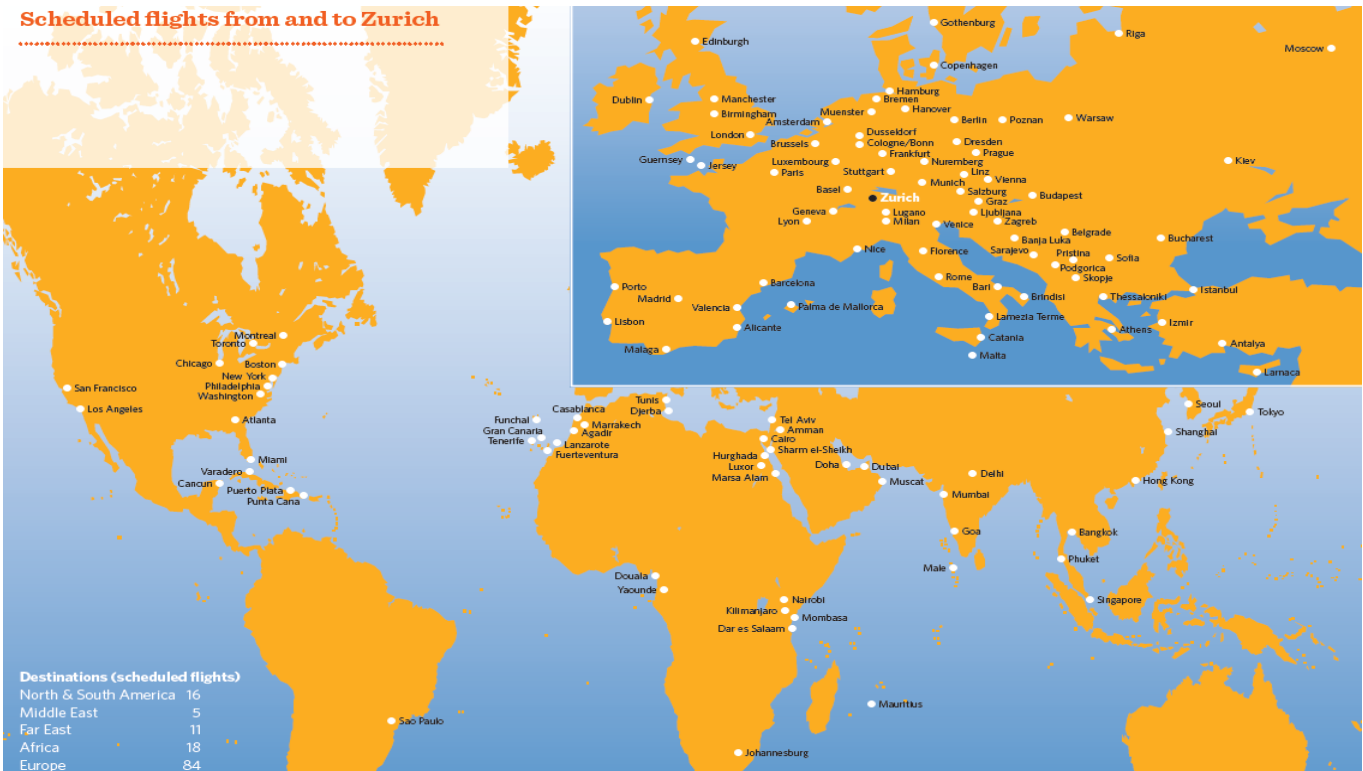 Scheduled flights from and to Zurich
Gothenburg
Riga
Edinburgh
Moscow
Copenhagen
Hamburg
Dublin
Manchester
Bremen
Hanover
Birmingham
Muenster
Amsterdam
Berlin
Poznan
Warsaw
London
Dusseldorf
Brussels
Cologne/Bonn
Dresden
Frankfurt
Prague
Guernsey
Jersey
Luxembourg
Nuremberg
Kiev
Paris
Stuttgart
Linz
Vienna
Munich
Basel
Salzburg
Budapest
Zurich
Graz
Geneva
Lugano
Ljubljana
Lyon
Milan
Venice
Zagreb
Belgrade
Banja Luka
Bucharest
Nice
Florence
Sarajevo
Pristina
Sofia
Podgorica
Rome
Skopje
Porto
Barcelona
Bari
Istanbul
Madrid
Brindisi
Thessaloniki
Valencia
Palma de Mallorca
Lisbon
Lamezia Terme
Izmir
Alicante
Athens
Catania
Malaga
Malta
Antalya
Larnaca
Montreal
Toronto
Chicago
Boston
New York
Philadelphia
Washington
San Francisco
Los Angeles
Atlanta
Miami
Varadero
Cancun
Puerto Plata
Punta Cana
Tunis
Djerba
Casablanca
Funchal
Marrakech
Gran Canaria
Agadir
Tenerife
Lanzarote
Fuerteventura
Tel Aviv
Amman
Cairo
Sharm el-Sheikh
Hurghada
Luxor
Marsa Alam
Doha
Dubai
Muscat
Delhi
Mumbai
Goa
Male
Seoul
Tokyo
Shanghai
Hong Kong
Bangkok
Phuket
Singapore
Douala
Yaounde
Nairobi
Kilimanjaro
Mombasa
Dar es Salaam
Mauritius
Sao Paulo
Johannesburg
Destinations (scheduled flights)
North & South America 16
Middle East 5
Far East 11
Africa 18
Europe 84